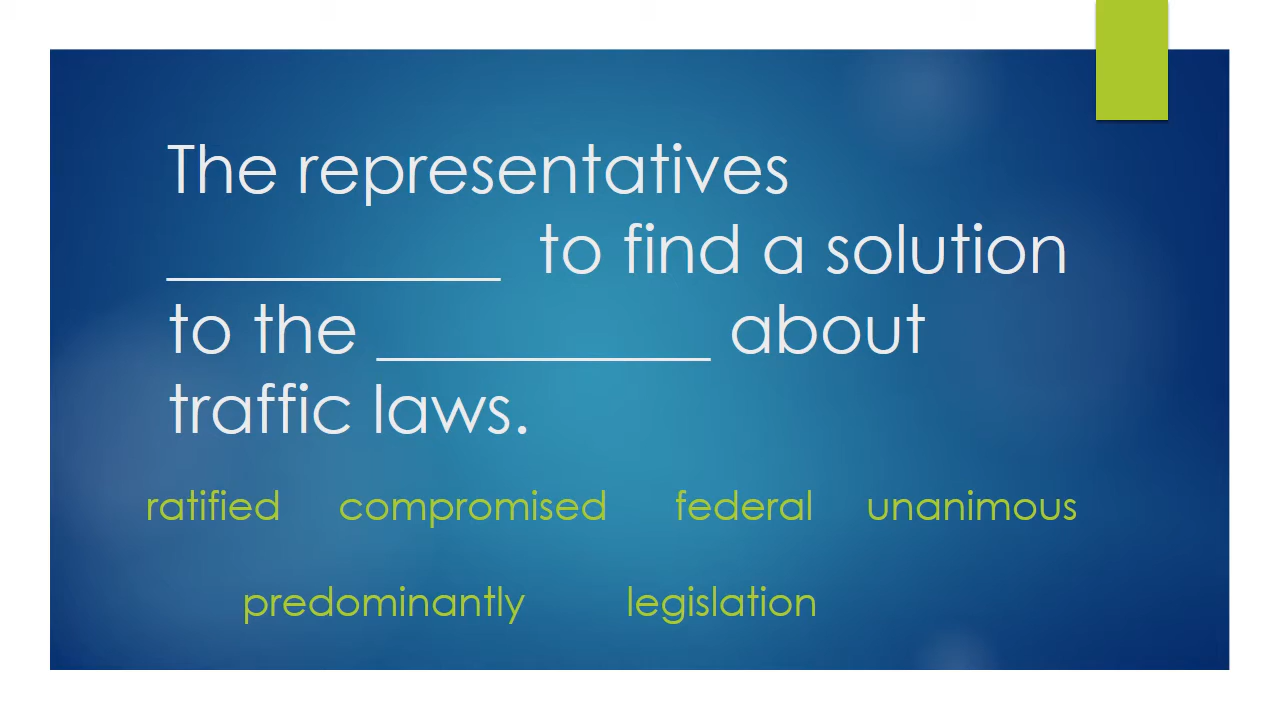 The representatives
__________ to find a solution
to the __________ about
traffic laws.
ratified compromised federal unanimous
predominantly legislation